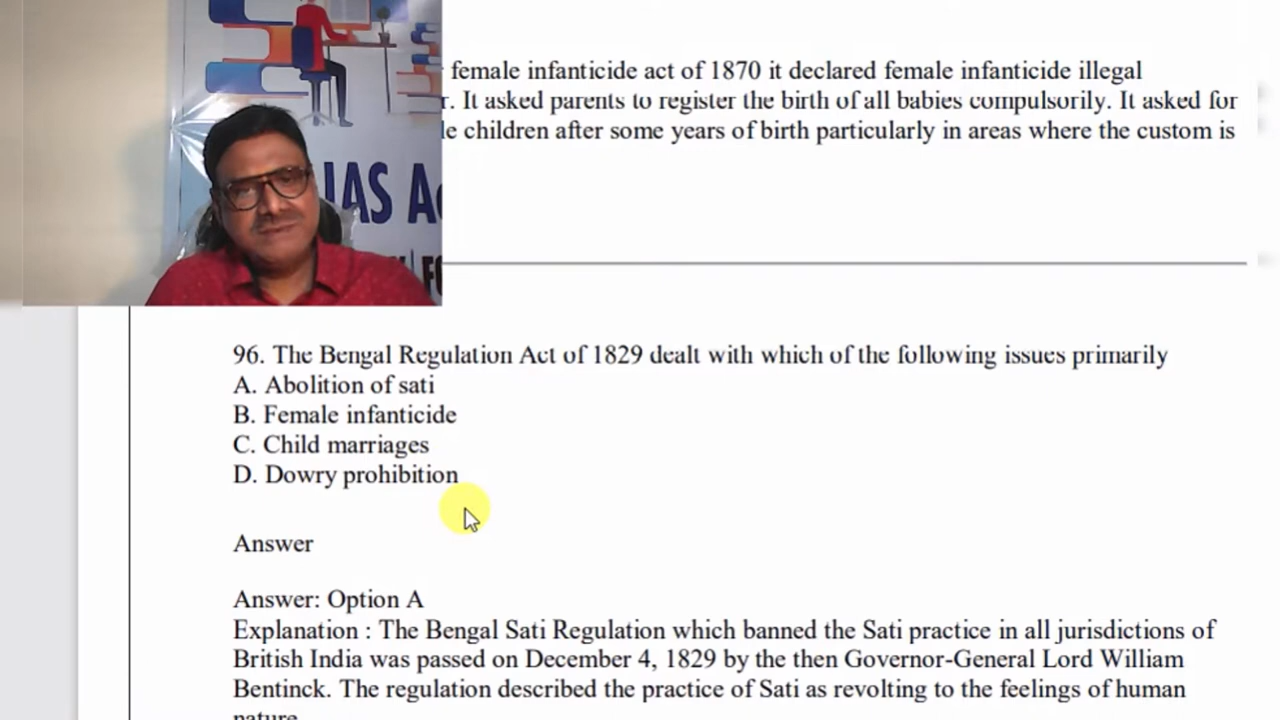 female infanticide act of 1870 it declared female infanticide illegal
r. It asked parents to register the birth of all babies compulsorily. It asked for
le children after some years of birth particularly in areas where the custom is
IAS A
96. The Bengal Regulation Act of 1829 dealt with which of the following issues primarily
A. Abolition of sati
B. Female infanticide
C. Child marriages
D. Dowry prohibition
Answer
Answer: Option A
Explanation : The Bengal Sati Regulation which banned the Sati practice in all jurisdictions of
British India was passed on December 4, 1829 by the then Governor-General Lord William
Bentinck. The regulation described the practice of Sati as revolting to the feelings of human
nature